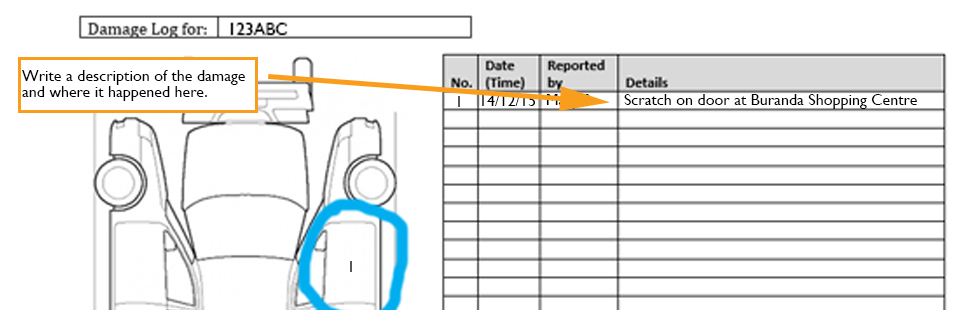 Damage Log for: 123ABC
Write a description of the damage
and where it happened here.
No. Date (Time) Reported by Details
1 14/12/15 Scratch on door at Buranda Shopping Centre
1